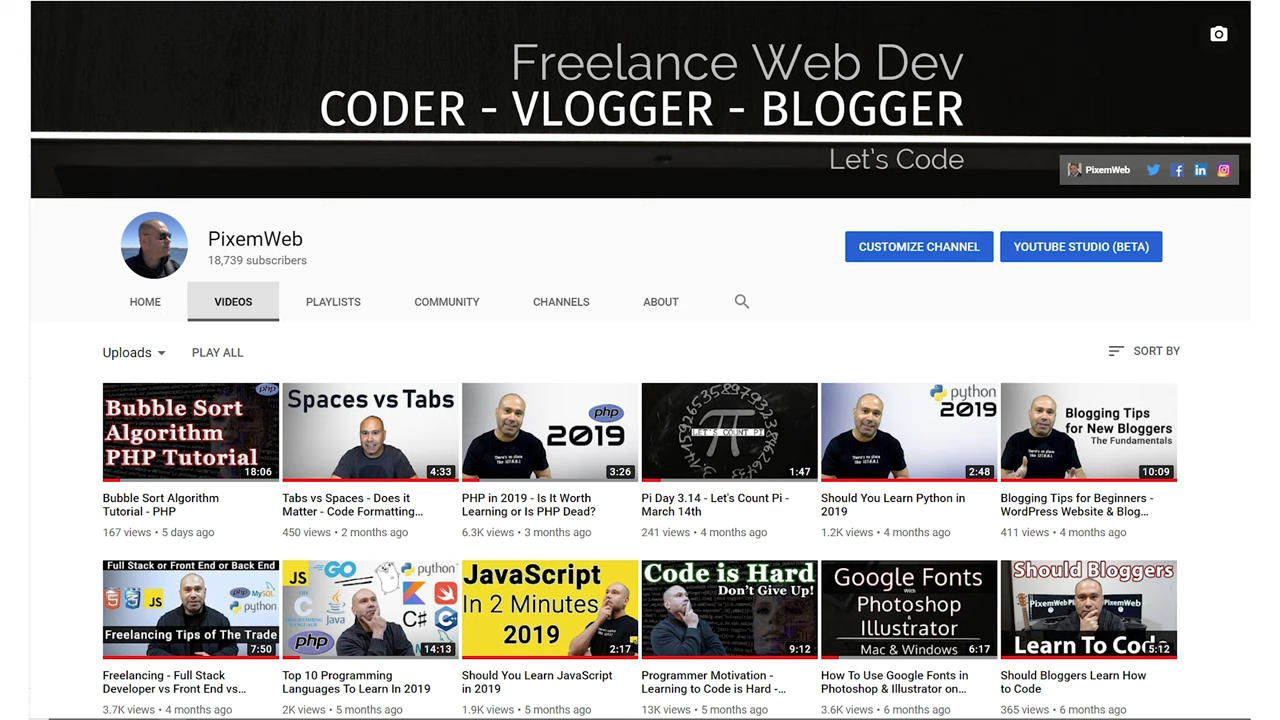 Freelance Web Dev
CODER - VLOGGER - BLOGGER
Let's Code
PixemWeb
PixemWeb
18,739 subscribers
CUSTOMIZE CHANNEL
YOUTUBE STUDIO (BETA)
HOME
VIDEOS
PLAYLISTS
COMMUNITY
CHANNELS
ABOUT
Uploads
PLAY ALL
SORT BY
php
Bubble Sort
Algorithm
PHP Tutorial
18:06
Bubble Sort Algorithm
Tutorial - PHP
167 views • 5 days ago
Spaces vs Tabs
4:33
Tabs vs Spaces - Does it
Matter - Code Formatting...
450 views • 2 months ago
php
2019
3:26
PHP in 2019 - Is It Worth
Learning or Is PHP Dead?
6.3K views • 3 months ago
LET'S COUNT PI
1:47
Pi Day 3.14 - Let's Count Pi -
March 14th
241 views • 4 months ago
python
2019
2:48
Should You Learn Python in
2019
1.2K views • 4 months ago
Blogging Tips
for New Bloggers
The Fundamentals
10:09
Blogging Tips for Beginners -
WordPress Website & Blog...
411 views • 4 months ago
Full Stack or Front End or Back End
JS
php
MySQL
python
Freelancing Tips of The Trade
7:50
Freelancing - Full Stack
Developer vs Front End vs...
3.7K views • 4 months ago
JS
GO
python
C
Java
C#
php
14:13
Top 10 Programming
Languages To Learn In 2019
2K views • 5 months ago
JavaScript
In 2 Minutes
2019
2:17
Should You Learn JavaScript
in 2019
1.9K views • 5 months ago
Code is Hard
Don't Give Up!
9:12
Programmer Motivation -
Learning to Code is Hard -...
13K views • 5 months ago
Google Fonts
With
Photoshop
&
Illustrator
Mac & Windows
6:17
How To Use Google Fonts in
Photoshop & Illustrator on...
3.6K views • 6 months ago
Should Bloggers
PixemWeb
PixemWeb
Learn To Code
5:12
Should Bloggers Learn How
to Code
365 views • 6 months ago